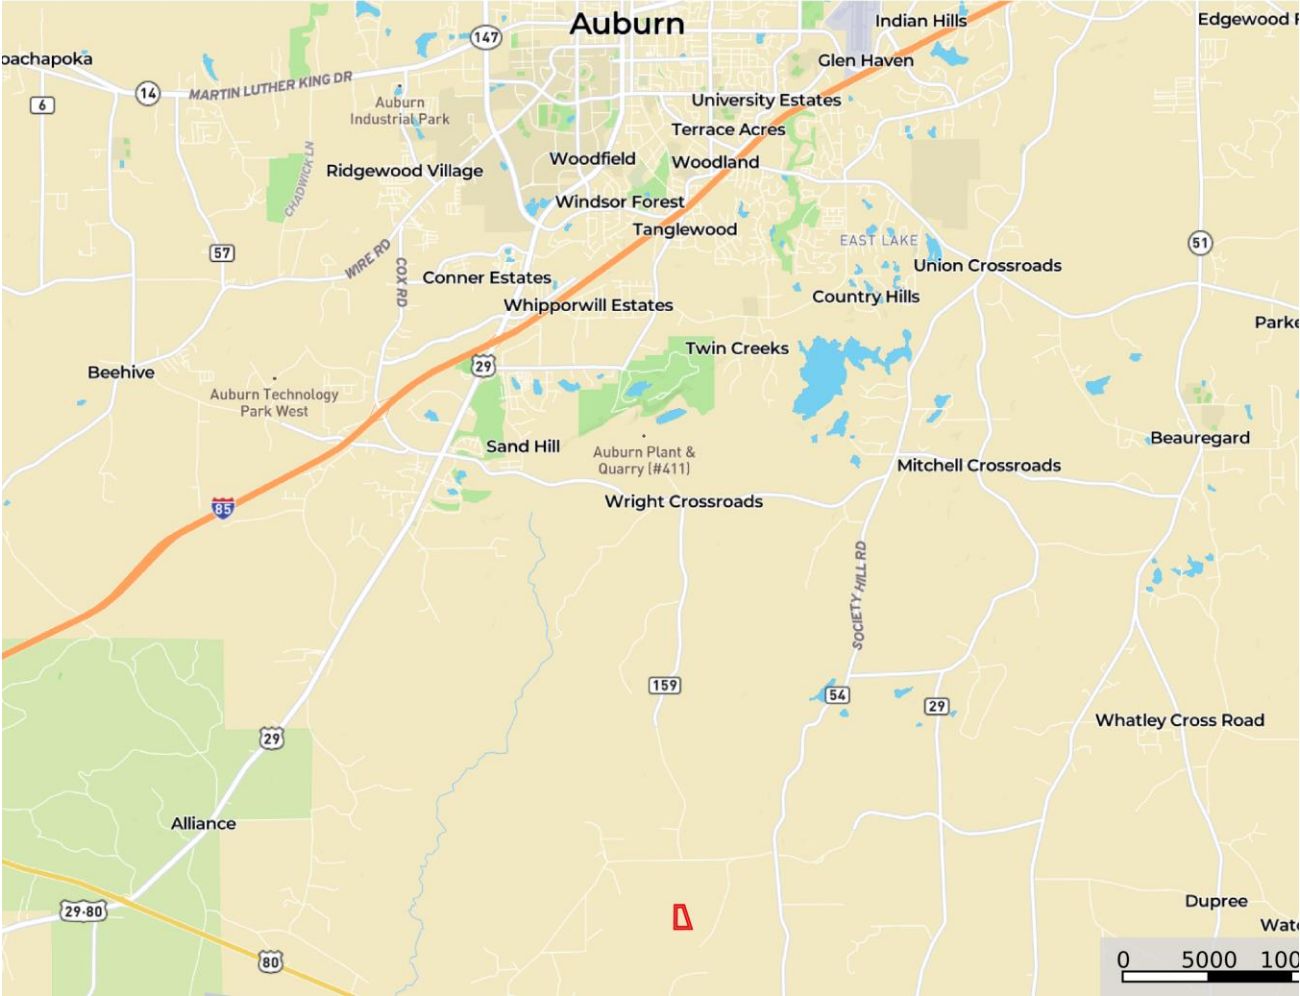 Auburn
Indian Hills
Edgewood
147
oachapoka
Glen Haven
14
MARTIN LUTHER KING DR
6
Auburn
Industrial Park
University Estates
Terrace Acres
Woodfield
Woodland
Ridgewood Village
CHADWICK LN
Windsor Forest
Tanglewood
EAST LAKE
51
57
WIRE RD
COX RD
Conner Estates
Union Crossroads
Whipporwill Estates
Country Hills
Parke
Twin Creeks
29
Beehive
Auburn Technology
Park West
Sand Hill
Auburn Plant &
Quarry (#411)
Beauregard
Mitchell Crossroads
Wright Crossroads
85
SOCIETY HILL RD
159
54
29
Whatley Cross Road
29
Alliance
Dupree
29-80
Wat
80
0 5000 100